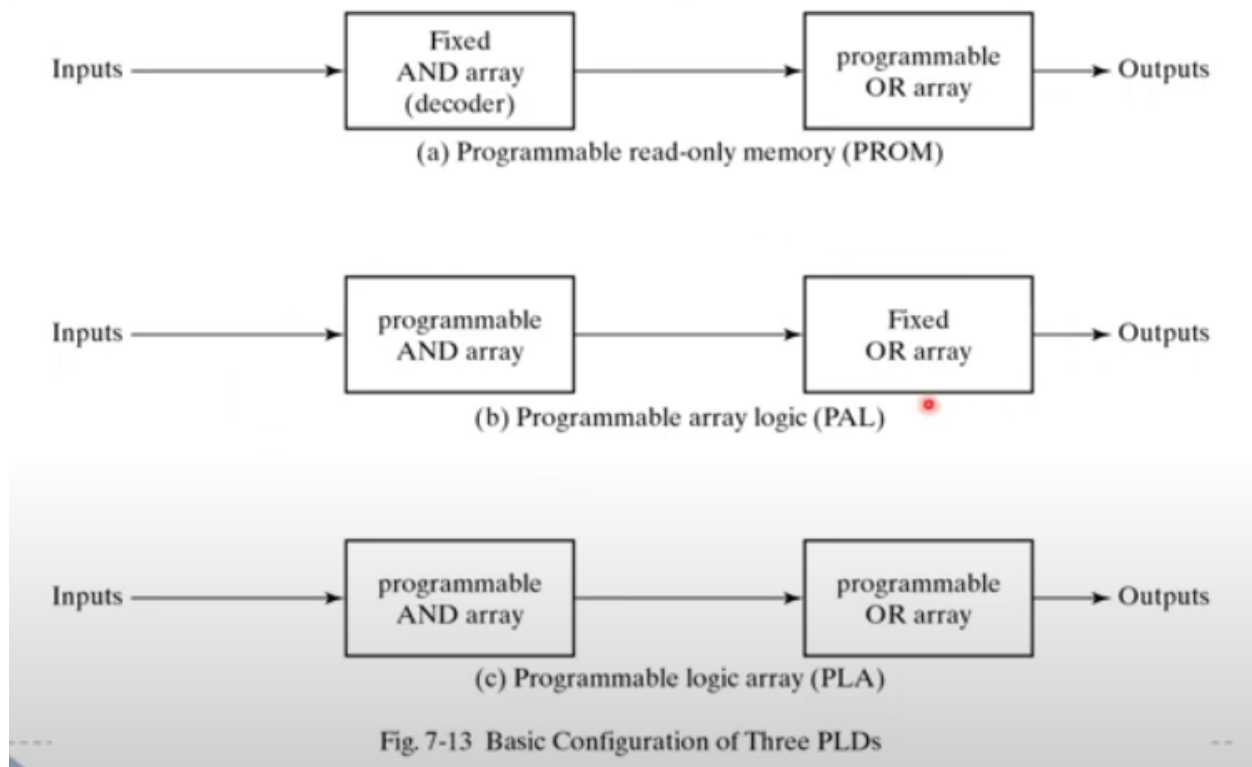 Inputs
Fixed
AND array
(decoder)
programmable
OR array
Outputs
(a) Programmable read-only memory (PROM)
Inputs
programmable
AND array
Fixed
OR array
Outputs
(b) Programmable array logic (PAL)
Inputs
programmable
AND array
programmable
OR array
Outputs
(c) Programmable logic array (PLA)
Fig. 7-13 Basic Configuration of Three PLDs